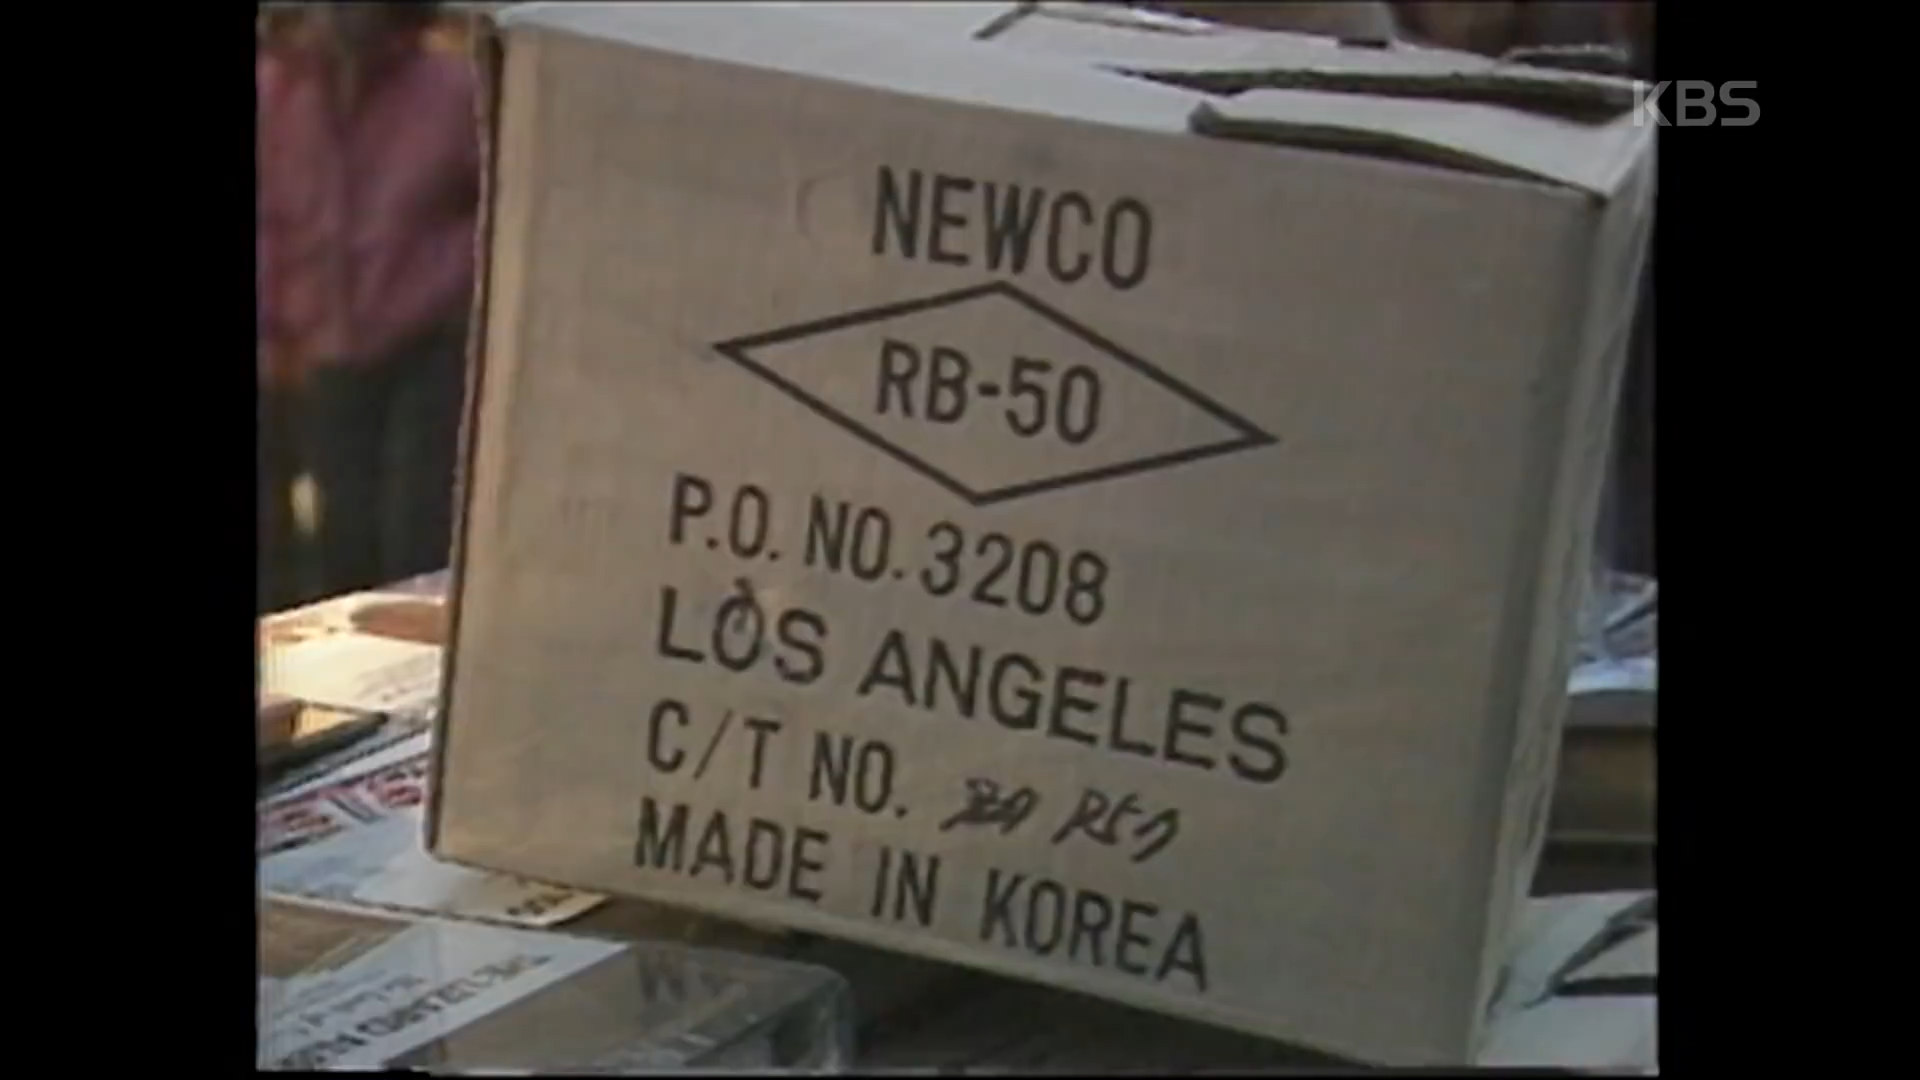 KBS
NEWCO
RB-50
P.O. NO. 3208
LOS ANGELES
C/T NO.
MADE IN KOREA